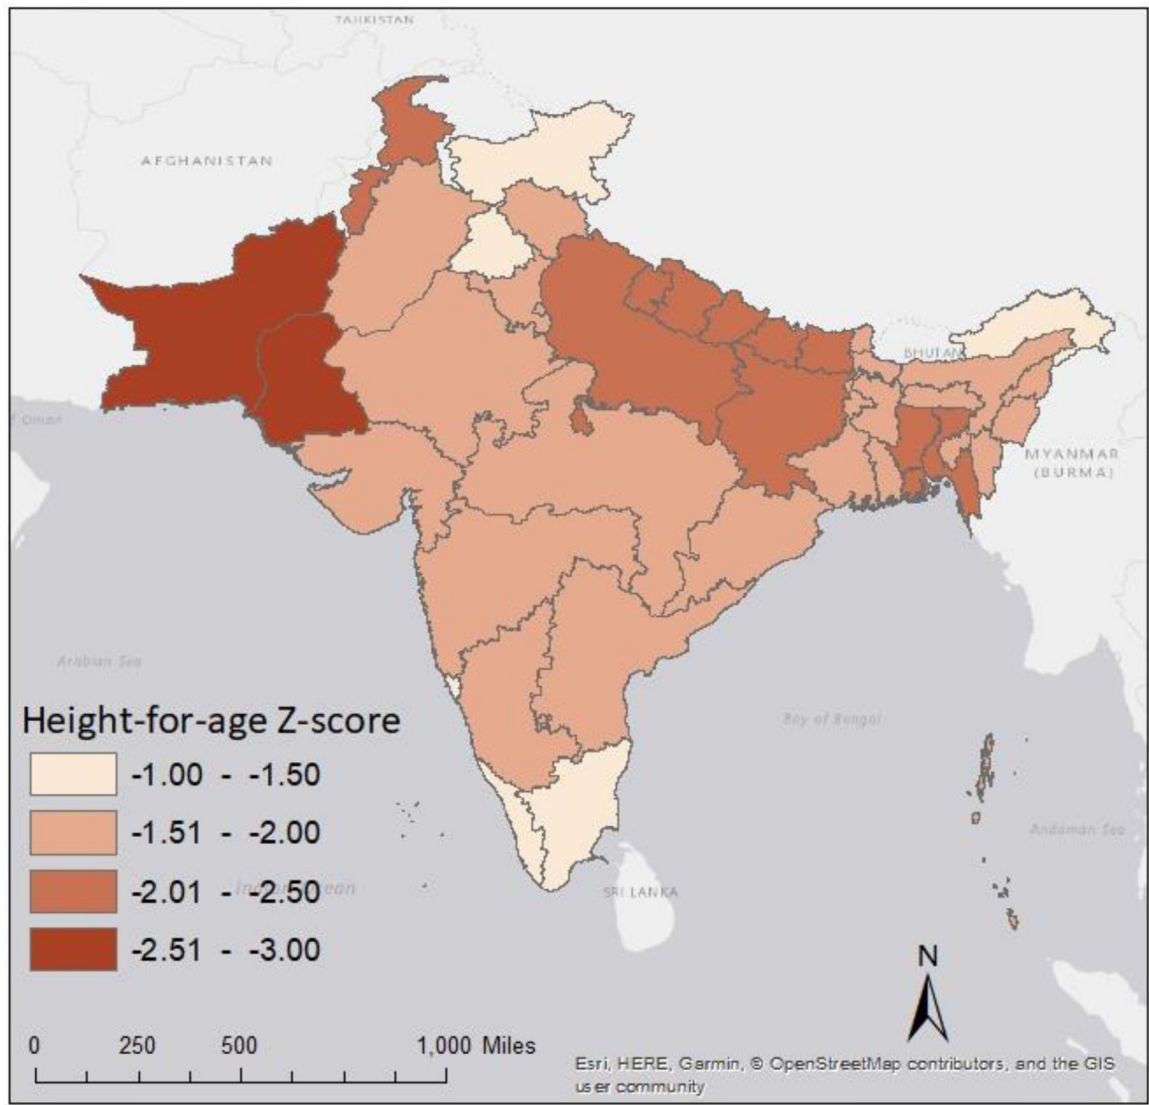 TAJIKISTAN
AFGHANISTAN
BHUTAN
Oman
MYANMAR
(BURMA)
Arabian Sea
Bay of Bengal
Height-for-age Z-score
-1.00 - -1.50
-1.51 - -2.00
Andaman Sea
-2.01 - -2.50
SRI LANKA
-2.51 - -3.00
N
0 250 500 1,000 Miles
Esri, HERE, Garmin, © OpenStreetMap contributors, and the GIS
user community